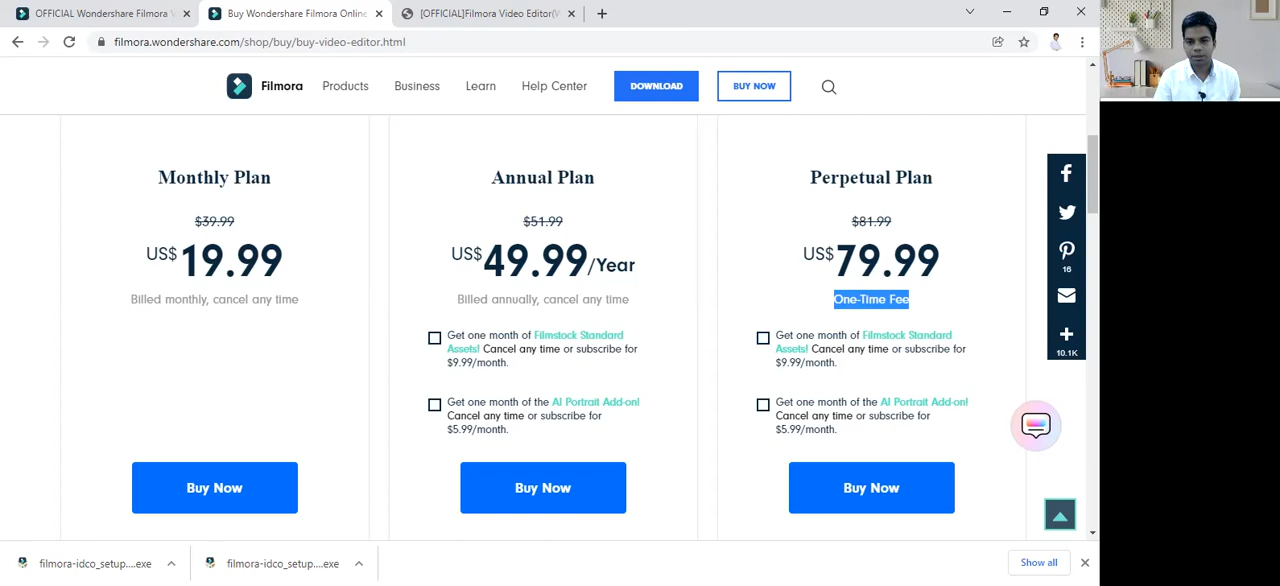 OFFICIAL Wondershare Filmora V
Buy Wondershare Filmora Online
[OFFICIAL]Filmora Video Editor(W
filmora.wondershare.com/shop/buy/buy-video-editor.html
Filmora Products Business Learn Help Center DOWNLOAD BUY NOW
Monthly Plan
$39.99
US$19.99
Billed monthly, cancel any time
Buy Now
Annual Plan
$51.99
US$49.99/Year
Billed annually, cancel any time
Get one month of Filmstock Standard
Assets! Cancel any time or subscribe for
$9.99/month.
Get one month of the AI Portrait Add-on!
Cancel any time or subscribe for
$5.99/month.
Buy Now
Perpetual Plan
$81.99
US$79.99
One-Time Fee
Get one month of Filmstock Standard
Assets! Cancel any time or subscribe for
$9.99/month.
Get one month of the AI Portrait Add-on!
Cancel any time or subscribe for
$5.99/month.
Buy Now
16
10.1K
filmora-idco_setup....exe
filmora-idco_setup....exe
Show all